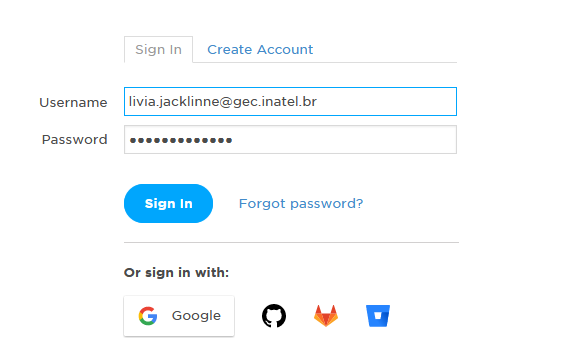 Sign In Create Account
Username livia.jacklinne@gec.inatel.br
Password •••••••••••••
Sign In Forgot password?
Or sign in with:
Google